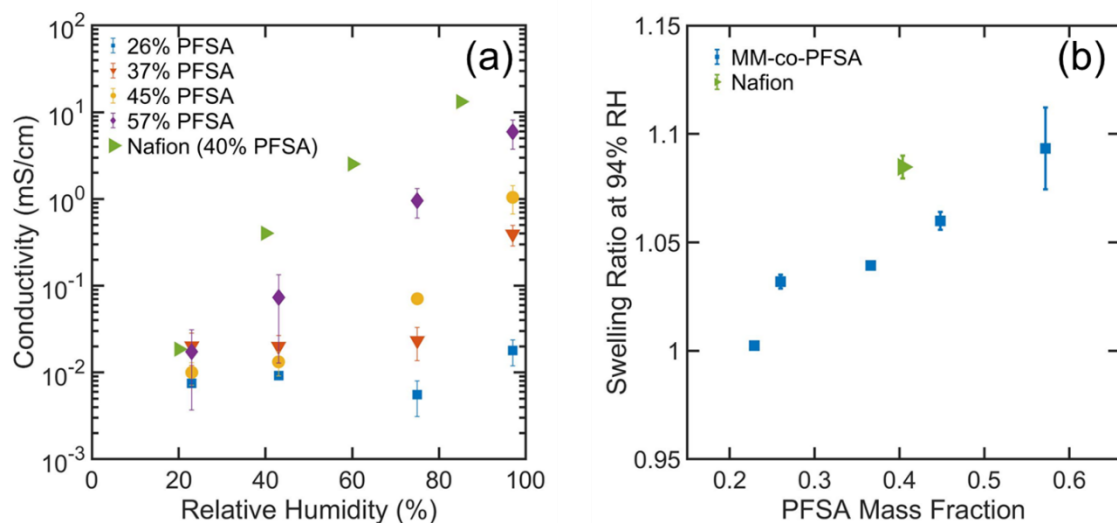 (a)
26% PFSA
37% PFSA
45% PFSA
57% PFSA
Nafion (40% PFSA)
Conductivity (mS/cm)
10²
10¹
10⁰
10⁻¹
10⁻²
10⁻³
0 20 40 60 80 100
Relative Humidity (%)
(b)
MM-co-PFSA
Nafion
Swelling Ratio at 94% RH
1.15
1.1
1.05
1
0.95
0.2 0.3 0.4 0.5 0.6
PFSA Mass Fraction